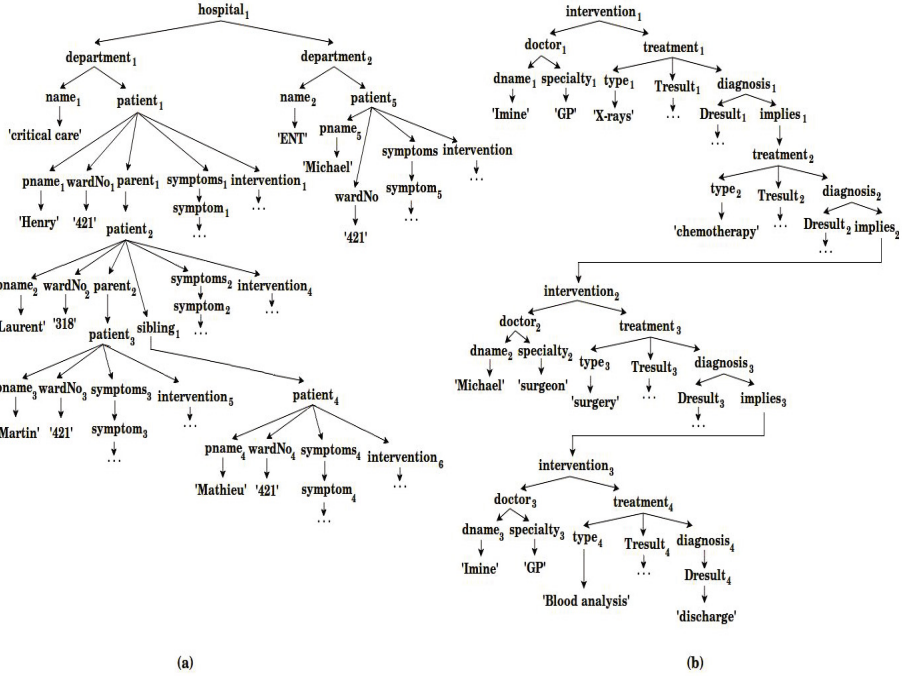 hospital1
department1 department2
name1 patient1 name2 patient5
'critical care' 'ENT' pname5 symptoms intervention
'Michael' ...
pname1 wardNo1 parent1 symptoms1 intervention1 wardNo symptom5
'Henry' '421' symptom1 ... '421' ...
patient2 ...
pname2 wardNo2 parent2 symptoms2 intervention4
'Laurent' '318' symptom2 ...
patient3 sibling1 ...
pname3 wardNo3 symptoms3 intervention5 patient4
'Martin' '421' symptom3 ...
...
pname4 wardNo4 symptoms4 intervention6
'Mathieu' '421' symptom4 ...
...
(a)
intervention1
doctor1 treatment1
dname1 specialty1 type1 Tresult1 diagnosis1
'Imine' 'GP' 'X-rays' ... Dresult1 implies1
...
treatment2
type2 Tresult2 diagnosis2
'chemotherapy' ... Dresult2 implies2
...
intervention2
doctor2 treatment3
dname2 specialty2 type3 Tresult3 diagnosis3
'Michael' 'surgeon' 'surgery' ... Dresult3 implies3
...
intervention3
doctor3 treatment4
dname3 specialty3 type4 Tresult4 diagnosis4
'Imine' 'GP' ... Dresult4
'Blood analysis' 'discharge'
(b)